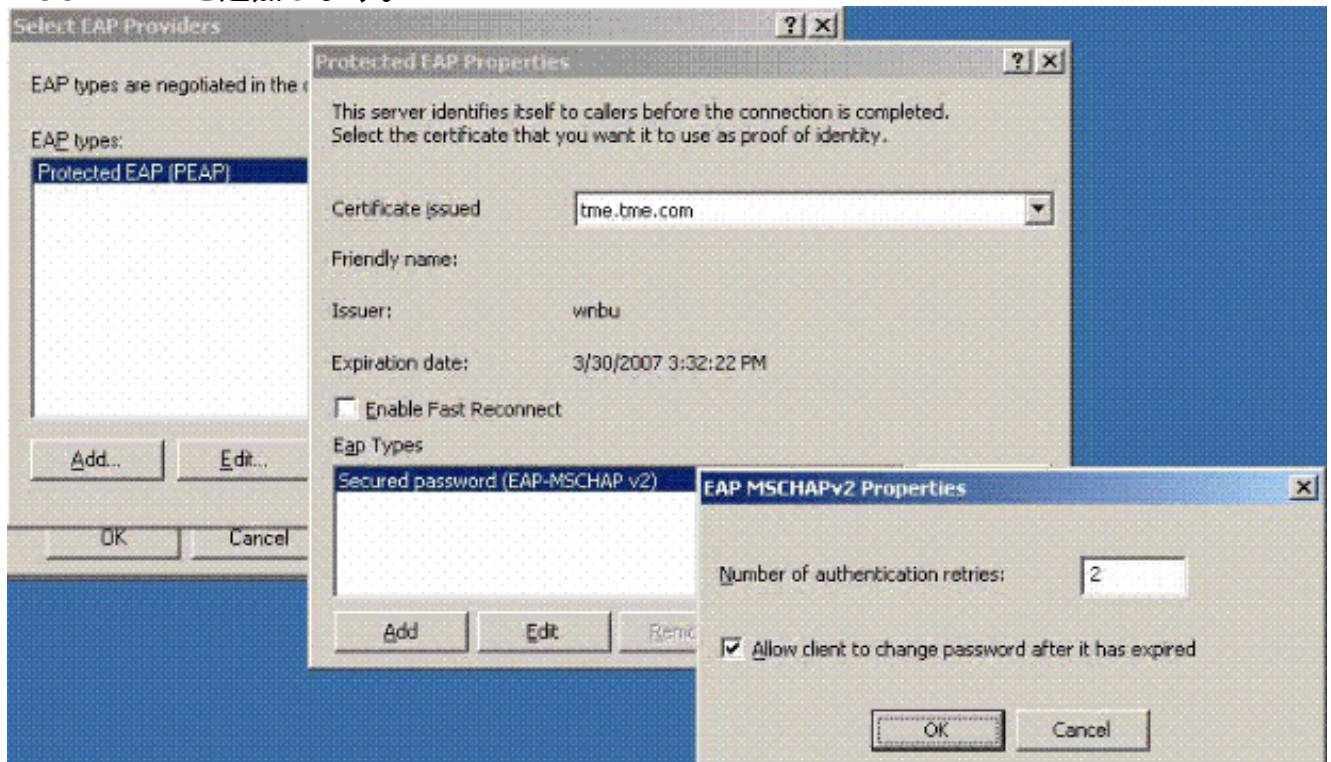 Select EAP Providers
EAP types are negotiated in the
EAP types:
Protected EAP (PEAP)
Add...
Edit...
OK
Cancel
Protected EAP Properties
This server identifies itself to callers before the connection is completed.
Select the certificate that you want it to use as proof of identity.
Certificate issued
tme.tme.com
Friendly name:
Issuer:
wnbu
Expiration date:
3/30/2007 3:32:22 PM
Enable Fast Reconnect
Eap Types
Secured password (EAP-MSCHAP v2)
Add
Edit
EAP MSCHAPv2 Properties
Number of authentication retries:
2
Allow client to change password after it has expired
OK
Cancel